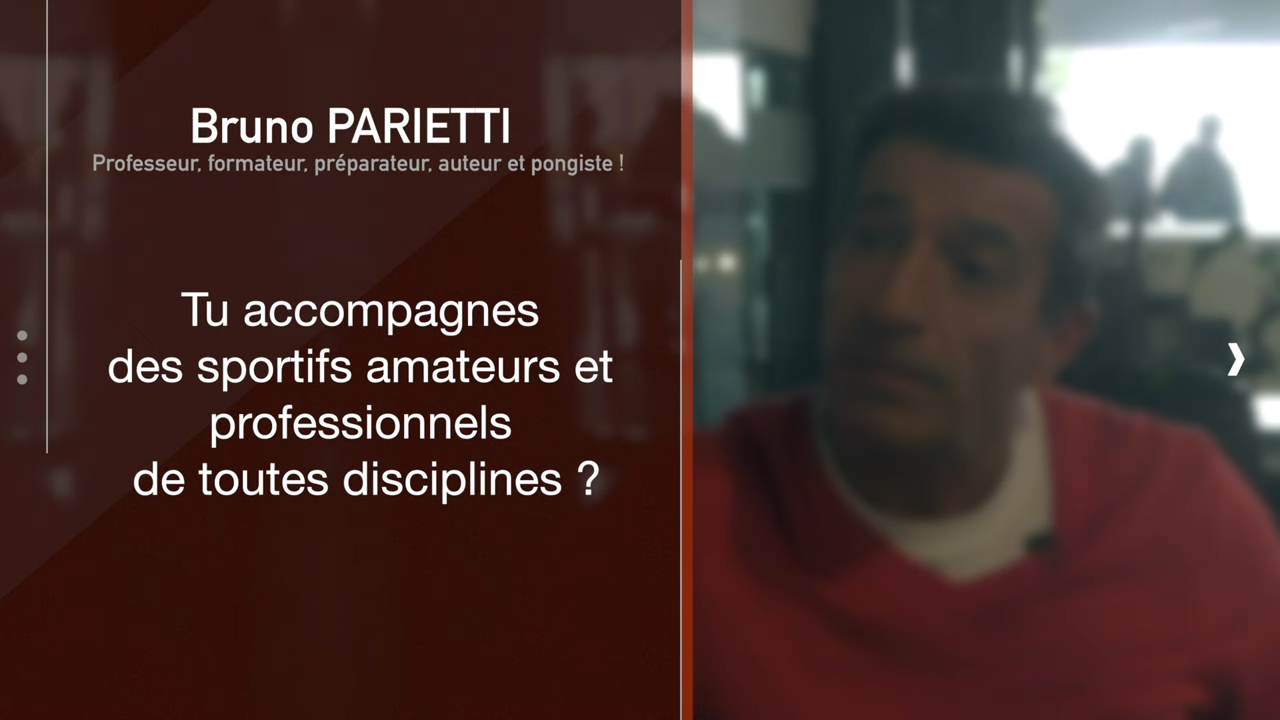 Bruno PARIETTI
Professeur, formateur, préparateur, auteur et pongiste !
Tu accompagnes
des sportifs amateurs et
professionnels
de toutes disciplines ?